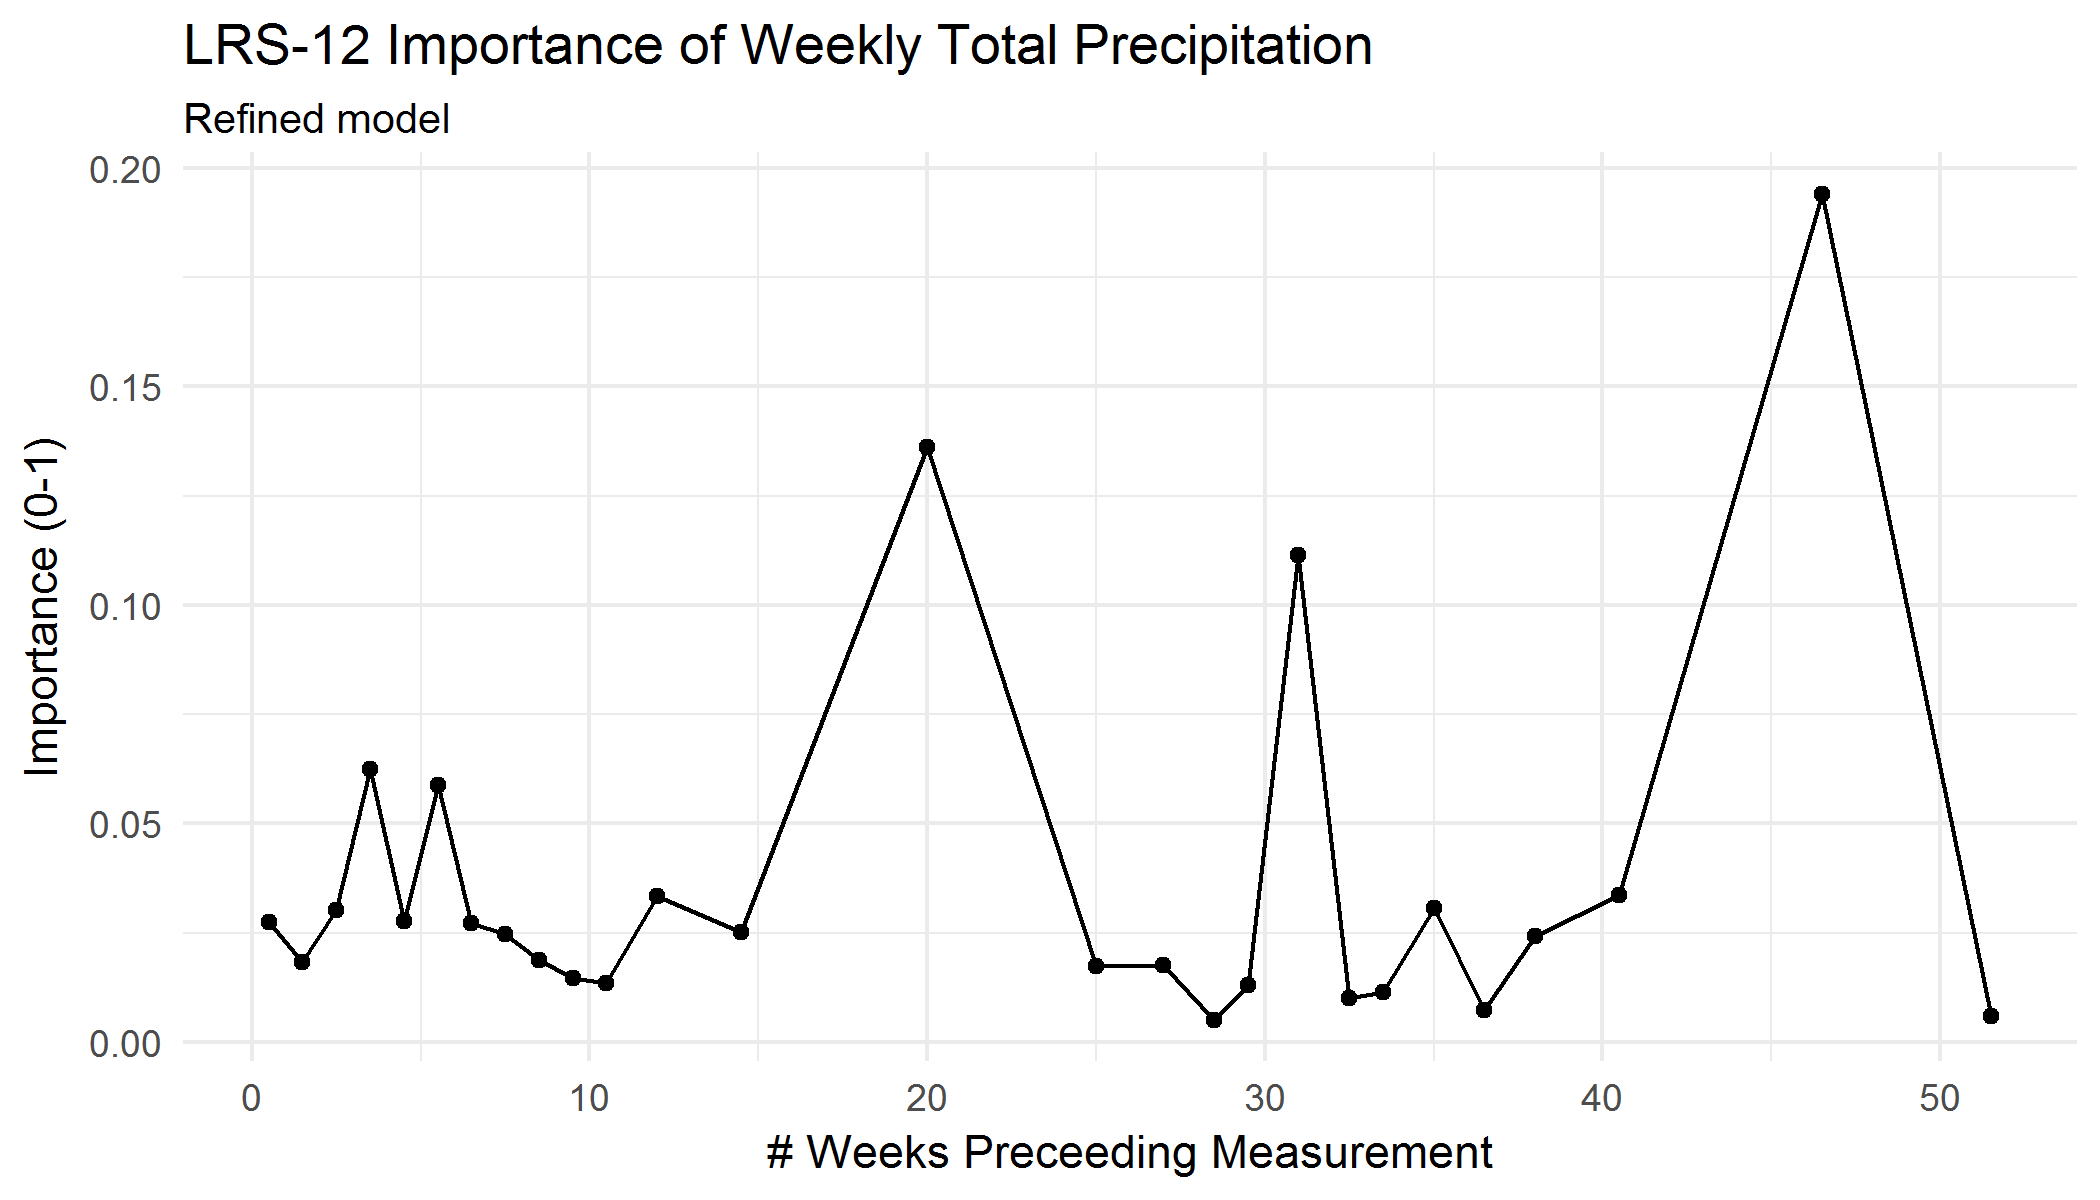 LRS-12 Importance of Weekly Total Precipitation
Refined model
Importance (0-1)
0.20
0.15
0.10
0.05
0.00
0 10 20 30 40 50
# Weeks Preceeding Measurement